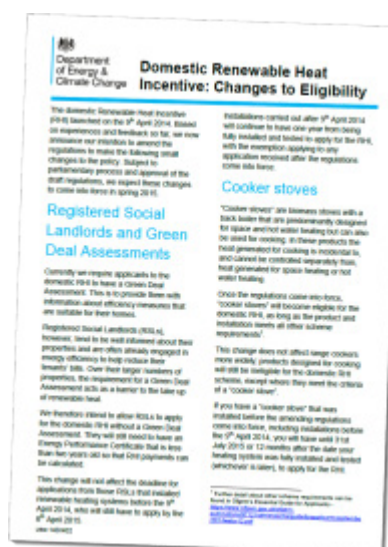 Department
of Energy &
Climate Change
Domestic Renewable Heat
Incentive: Changes to Eligibility
The domestic Renewable Heat Incentive
(RHI) launched on the 9th April 2014. Based
on experiences and feedback so far, we now
announce our intention to amend the
regulations to make the following small
changes to the policy. Subject to
parliamentary process and approval of the
draft regulations, we expect these changes
to come into force in spring 2015.
Registered Social
Landlords and Green
Deal Assessments
Currently we require applicants to the
domestic RHI to have a Green Deal
Assessment. This is to provide them with
information about efficiency measures that
are suitable for their homes.
Registered Social Landlords (RSLs),
however, tend to be well informed about their
properties and are often already engaged in
energy efficiency to help reduce their
tenants' bills. Over their larger numbers of
properties, the requirement for a Green Deal
Assessment acts as a barrier to the take up
of renewable heat.
We therefore intend to allow RSLs to apply
for the domestic RHI without a Green Deal
Assessment. They will still need to have an
Energy Performance Certificate that is less
than two years old so that RHI payments can
be calculated.
This change will not affect the deadline for
applications from those RSLs that installed
renewable heating systems before the 9th
April 2014, who will still have to apply by the
8th April 2015.
installations carried out after 9th April 2014
will continue to have one year from being
fully installed and tested to apply for the RHI,
with the exemption applying to any
application received after the regulations
come into force.
Cooker stoves
"Cooker stoves" are biomass stoves with a
back boiler that are predominantly designed
for space and hot water heating but can also
be used for cooking. In these products the
heat generated for cooking is incidental to,
and cannot be controlled separately from,
heat generated for space heating or hot
water heating.
Once the regulations come into force,
"cooker stoves" will become eligible for the
domestic RHI, as long as the product and
installation meets all other scheme
requirements¹.
This change does not affect range cookers
more widely: products designed for cooking
will still be ineligible for the domestic RHI
scheme, except where they meet the criteria
of a "cooker stove".
If you have a "cooker stove" that was
installed before the amending regulations
come into force, including installations before
the 9th April 2014, you will have until 31st
July 2015 or 12 months after the date your
heating system was fully installed and tested
(whichever is later), to apply for the RHI.
¹ Further detail about other scheme requirements can be
found in Ofgem's Essential Guide for Applicants -